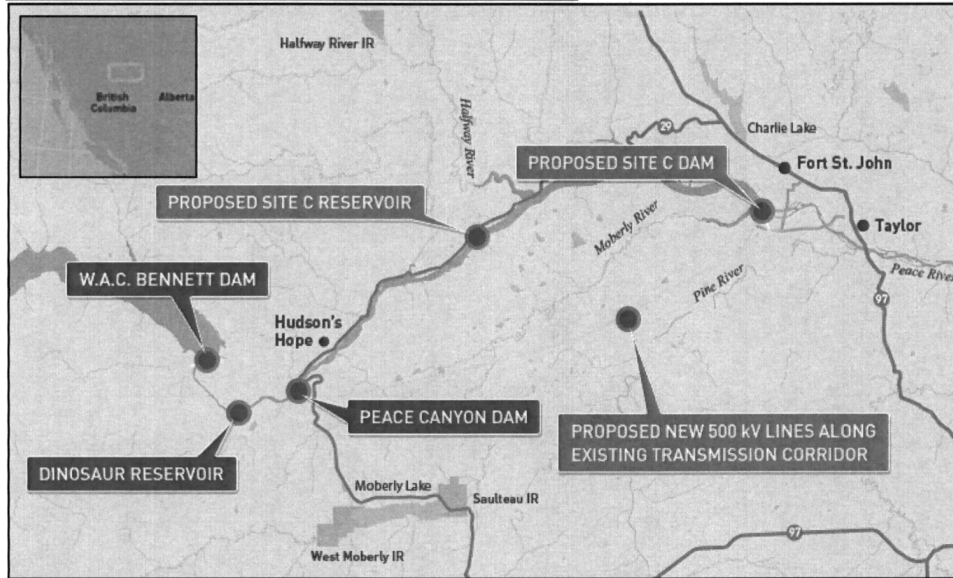 Halfway River IR
British
Columbia
Alberta
Halfway River
29
Charlie Lake
PROPOSED SITE C DAM
Fort St. John
PROPOSED SITE C RESERVOIR
Moberly River
Taylor
Peace River
W.A.C. BENNETT DAM
Pine River
97
Hudson's
Hope
PEACE CANYON DAM
PROPOSED NEW 500 kV LINES ALONG
EXISTING TRANSMISSION CORRIDOR
DINOSAUR RESERVOIR
Moberly Lake
Saulteau IR
West Moberly IR
97